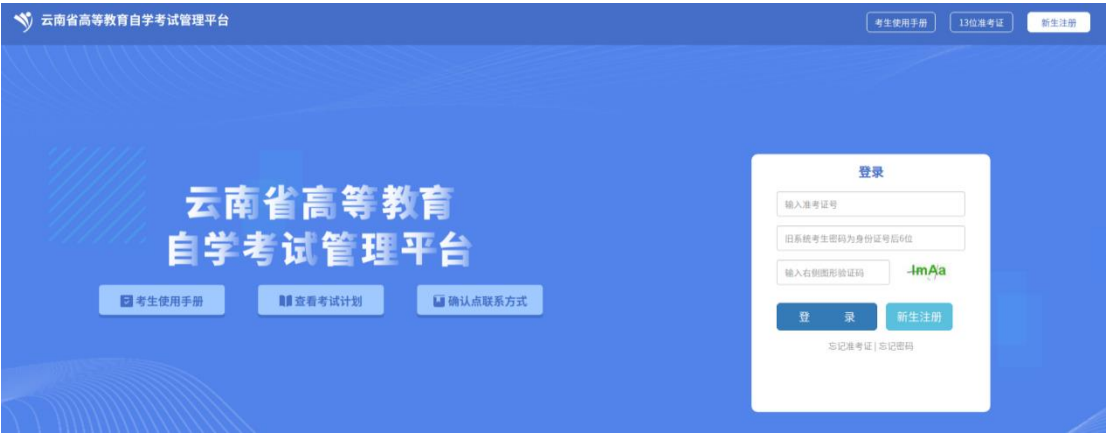 云南省高等教育自学考试管理平台
考生使用手册
13位准考证
新生注册
云南省高等教育
自学考试管理平台
考生使用手册
查看考试计划
确认点联系方式
登录
输入准考证号
旧系统考生密码为身份证号后6位
输入右侧图形验证码
ImAa
登 录
新生注册
忘记准考证|忘记密码